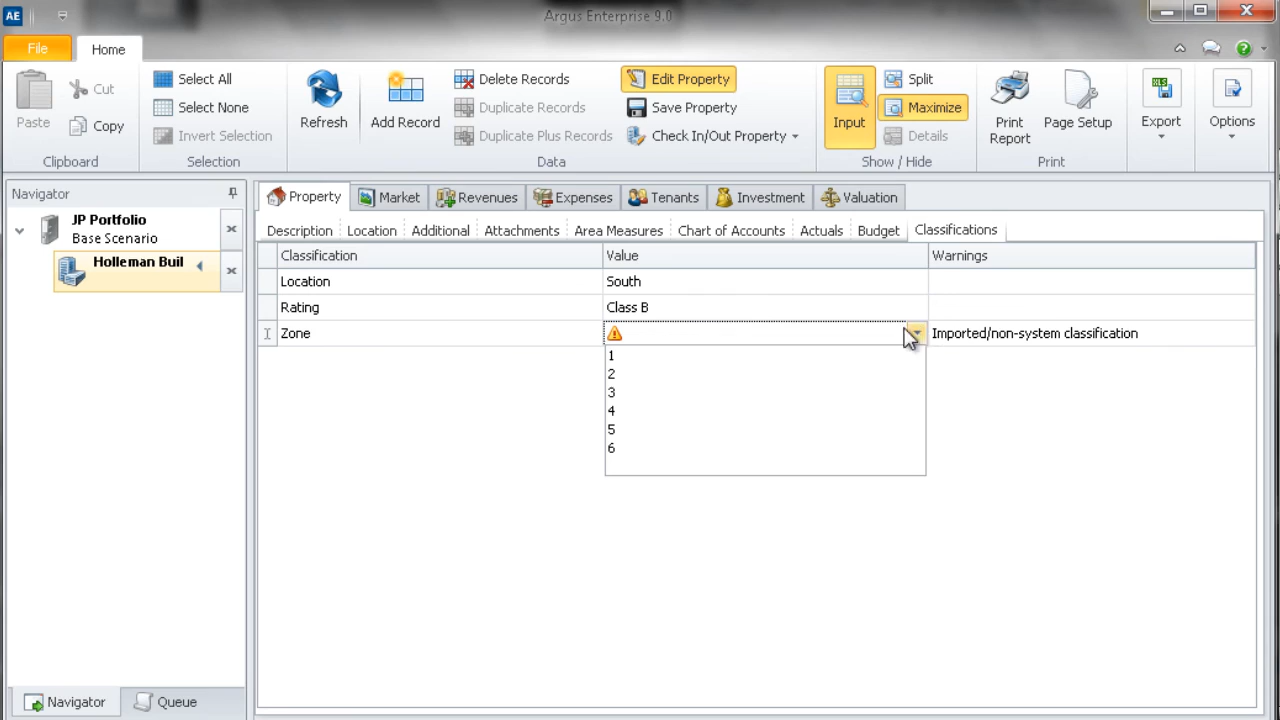 AE
Argus Enterprise 9.0
File
Home
Paste
Cut
Copy
Clipboard
Select All
Select None
Invert Selection
Selection
Refresh
Add Record
Delete Records
Duplicate Records
Duplicate Plus Records
Edit Property
Save Property
Check In/Out Property
Data
Input
Split
Maximize
Details
Show / Hide
Print
Report
Page Setup
Print
XLS
Export
Options
Navigator
JP Portfolio
Base Scenario
Holleman Buil
Property
Market
Revenues
Expenses
Tenants
Investment
Valuation
Description
Location
Additional
Attachments
Area Measures
Chart of Accounts
Actuals
Budget
Classifications
Classification Value Warnings
Location South
Rating Class B
Zone Imported/non-system classification
1
2
3
4
5
6
Navigator
Queue